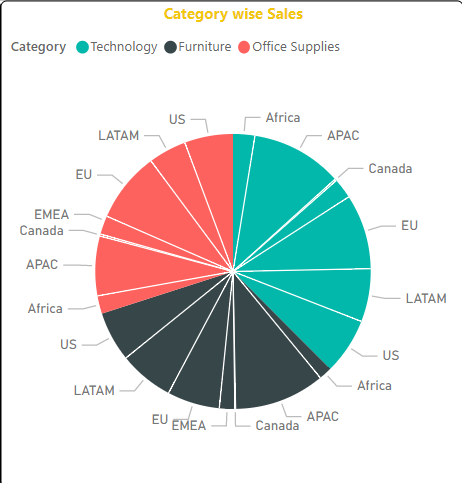 Category wise Sales
Category Technology Furniture Office Supplies
US Africa
LATAM APAC
EU Canada
EMEA EU
Canada
APAC
LATAM
Africa
US US
Africa
LATAM
EU EMEA Canada APAC